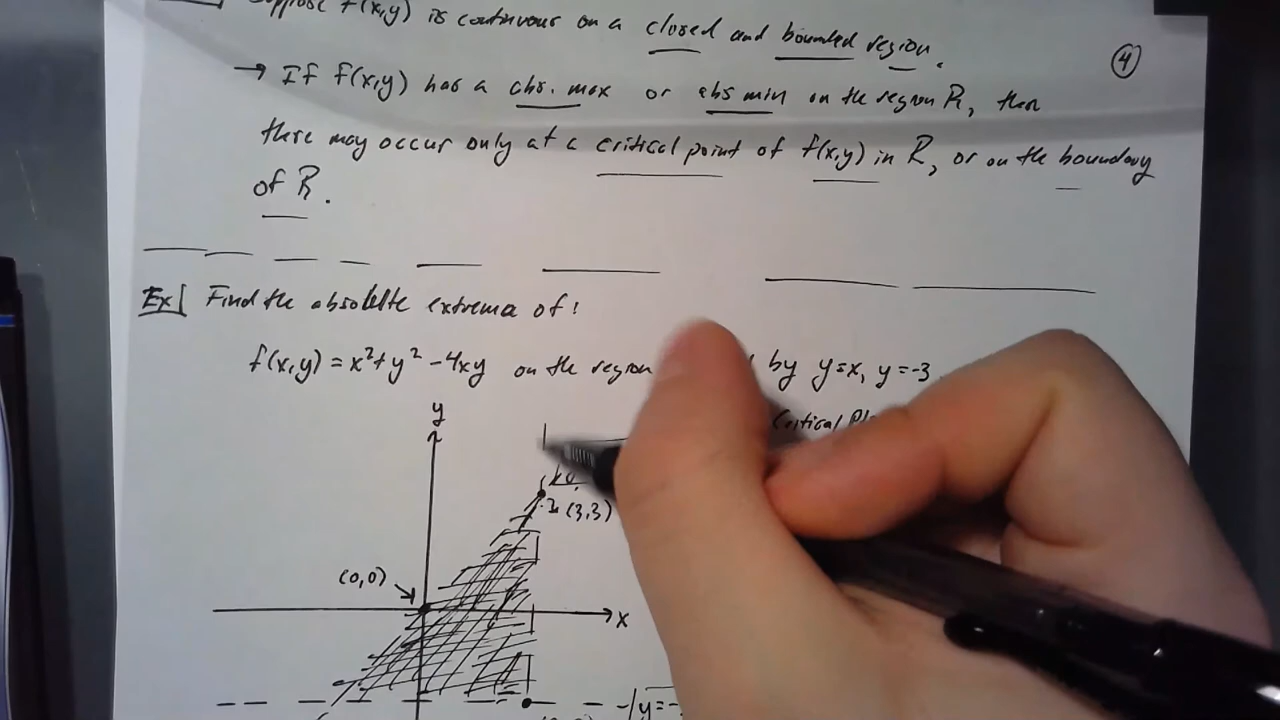 Suppose f(x,y) is continuous on a closed and bounded region.
④
→ If f(x,y) has a abs. max or abs min on the region R, then
there may occur only at a critical point of f(x,y) in R, or on the boundary
of R.
Ex Find the absolute extrema of:
f(x,y) = x²+y²-4xy on the region by y=x, y=-3
Critical
y
(3,3)
(0,0)
x
y=-